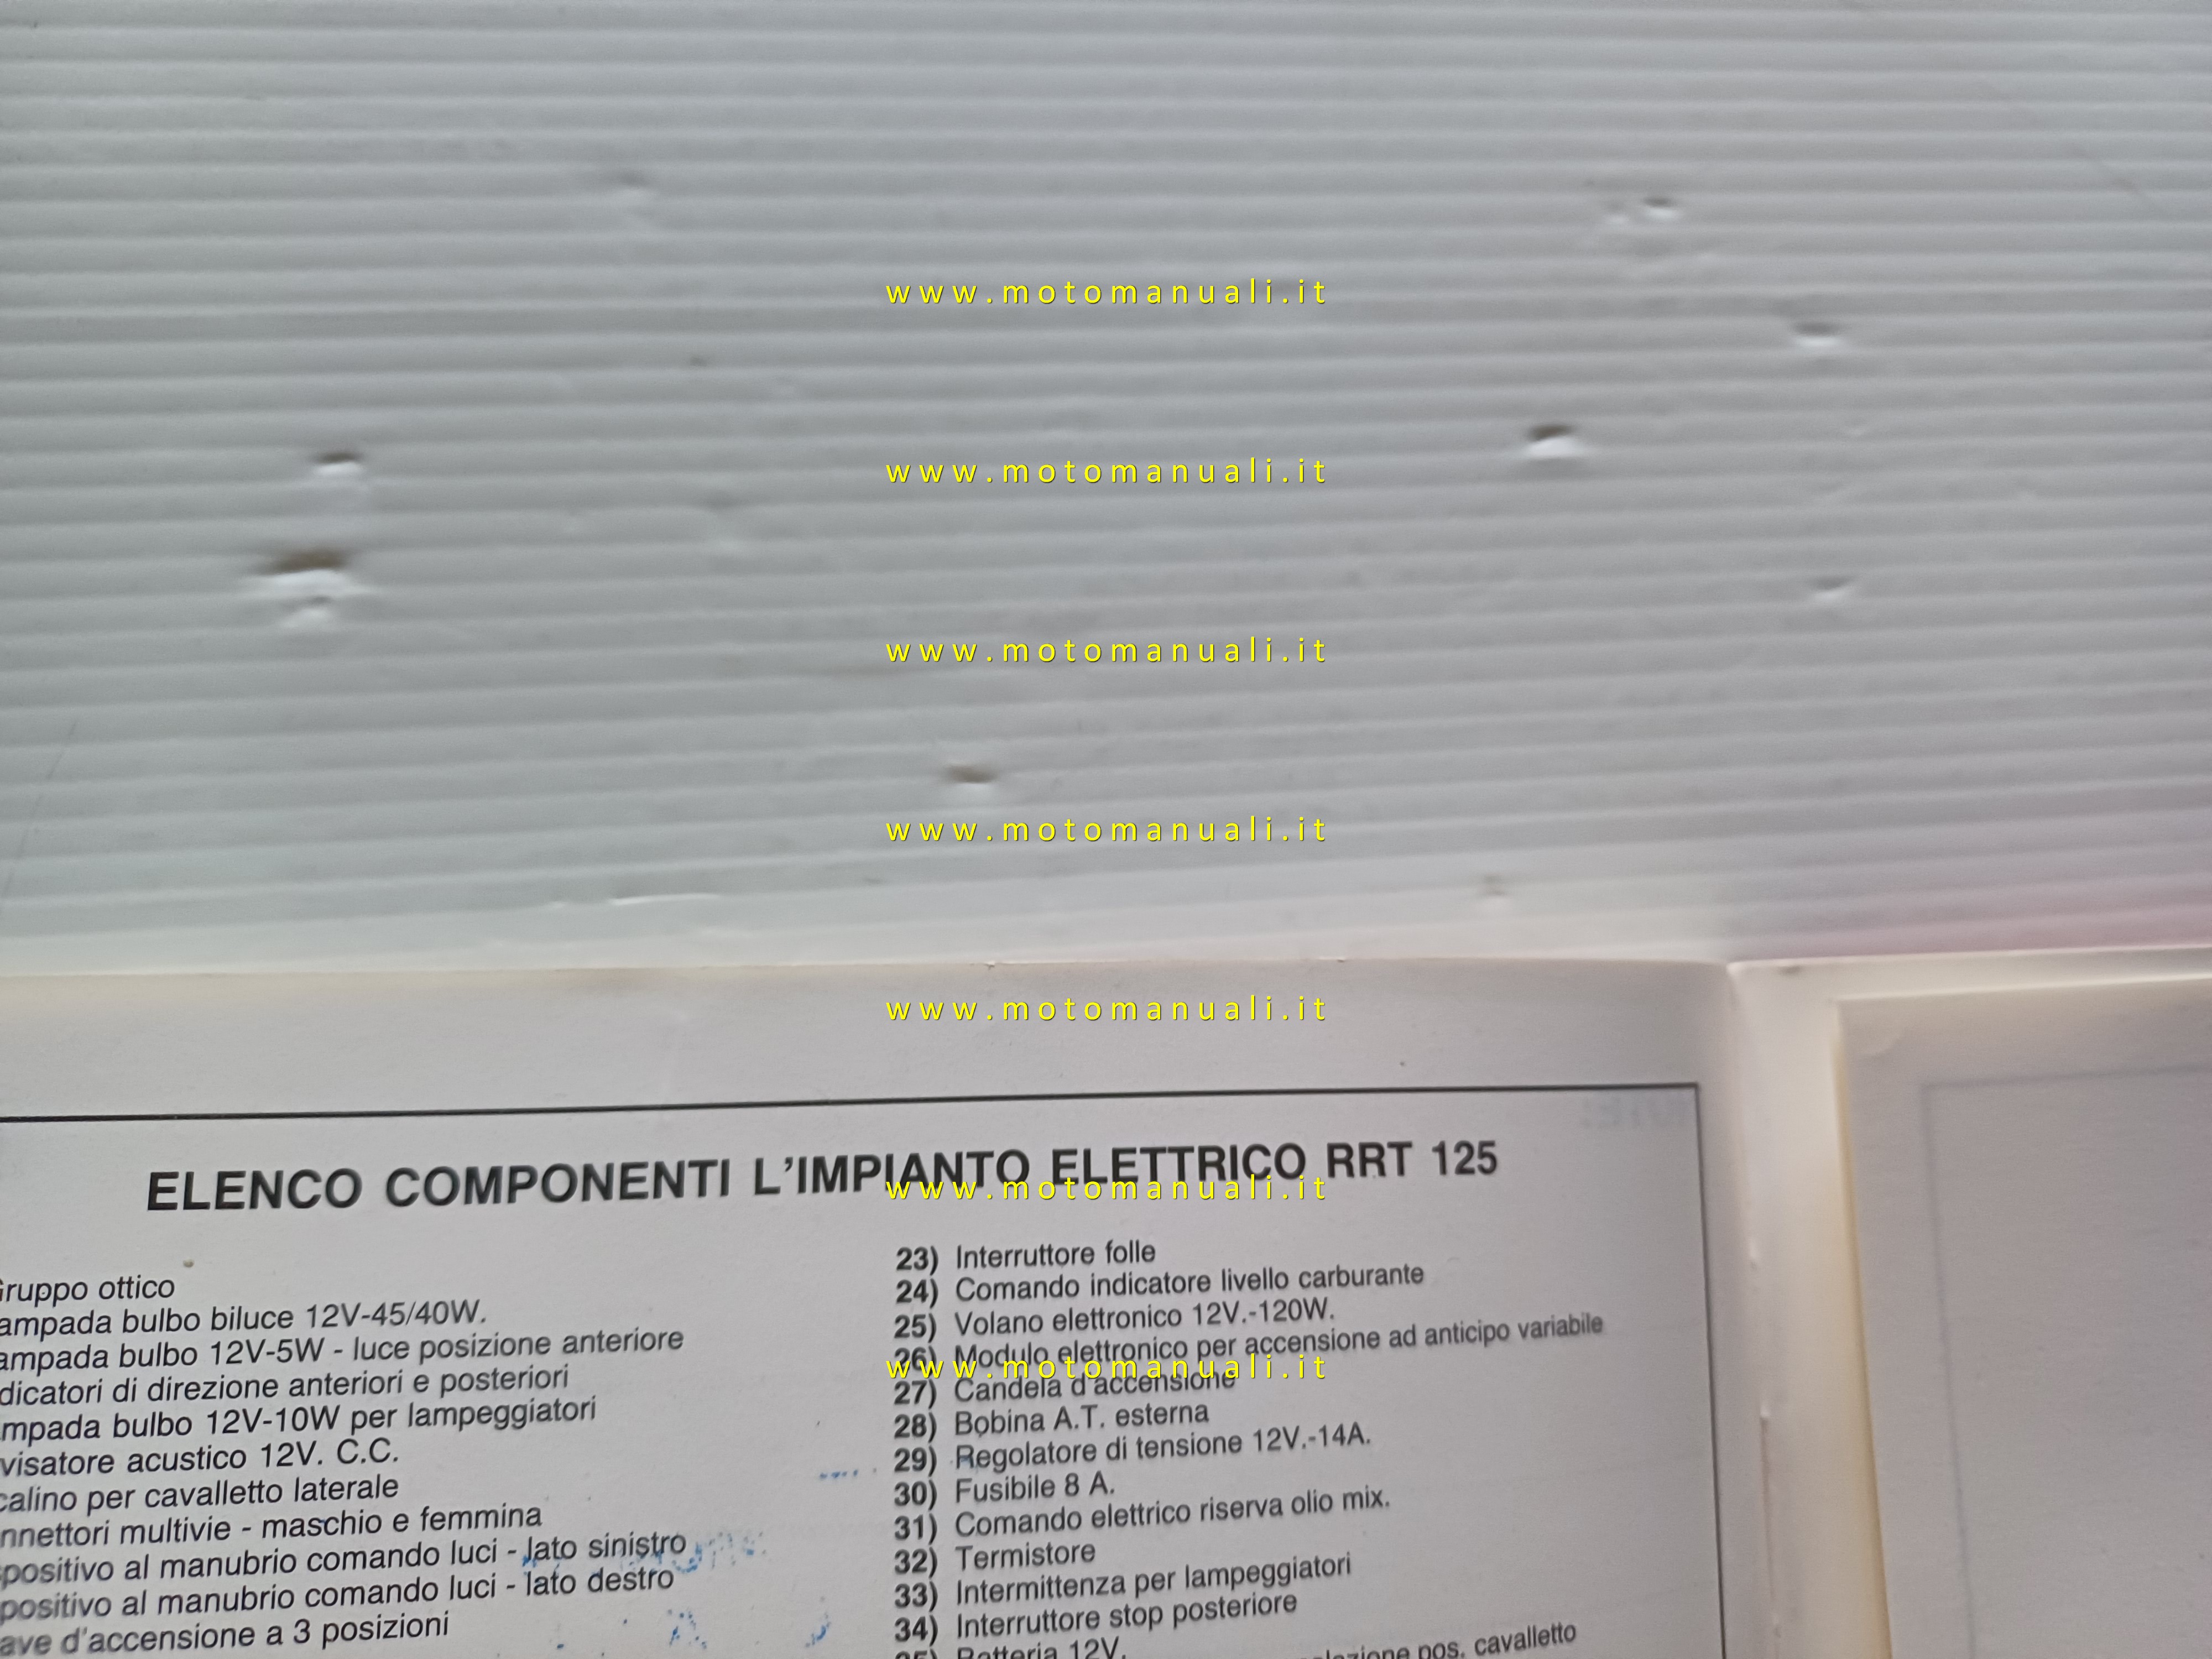 www.motomanuali.it
www.motomanuali.it
www.motomanuali.it
www.motomanuali.it
www.motomanuali.it
ELENCO COMPONENTI L'IMPIANTO ELETTRICO RRT 125
www.motomanuali.it
ruppo ottico
ampada bulbo biluce 12V-45/40W.
ampada bulbo 12V-5W - luce posizione anteriore
dicatori di direzione anteriori e posteriori
mpada bulbo 12V-10W per lampeggiatori
visatore acustico 12V. C.C.
calino per cavalletto laterale
nnettori multivie - maschio e femmina
positivo al manubrio comando luci - lato sinistro
positivo al manubrio comando luci - lato destro
ave d'accensione a 3 posizioni
23) Interruttore folle
24) Comando indicatore livello carburante
25) Volano elettronico 12V.-120W.
26) Modulo elettronico per accensione ad anticipo variabile
www.motomanuali.it
27) Candela d'accensione
28) Bobina A.T. esterna
29) Regolatore di tensione 12V.-14A.
30) Fusibile 8 A.
31) Comando elettrico riserva olio mix.
32) Termistore
33) Intermittenza per lampeggiatori
34) Interruttore stop posteriore
35) Batteria 12V.
pos. cavalletto